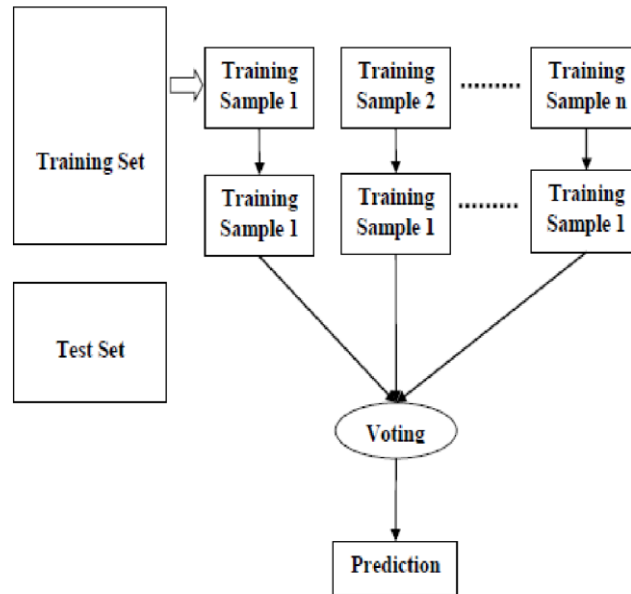 Training Set
Training
Sample 1
Training
Sample 2
Training
Sample n
Training
Sample 1
Training
Sample 1
Training
Sample 1
Test Set
Voting
Prediction